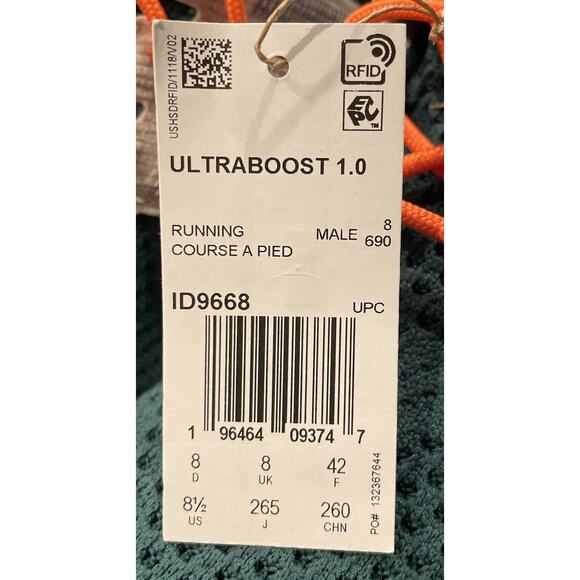 USHSDRFID/1118/V02
RFID
EPC™
ULTRABOOST 1.0
RUNNING MALE 8
COURSE A PIED 690
ID9668 UPC
1 96464 09374 7
8 8 42
D UK F
8½ 265 260
US J CHN
PO# 132367644